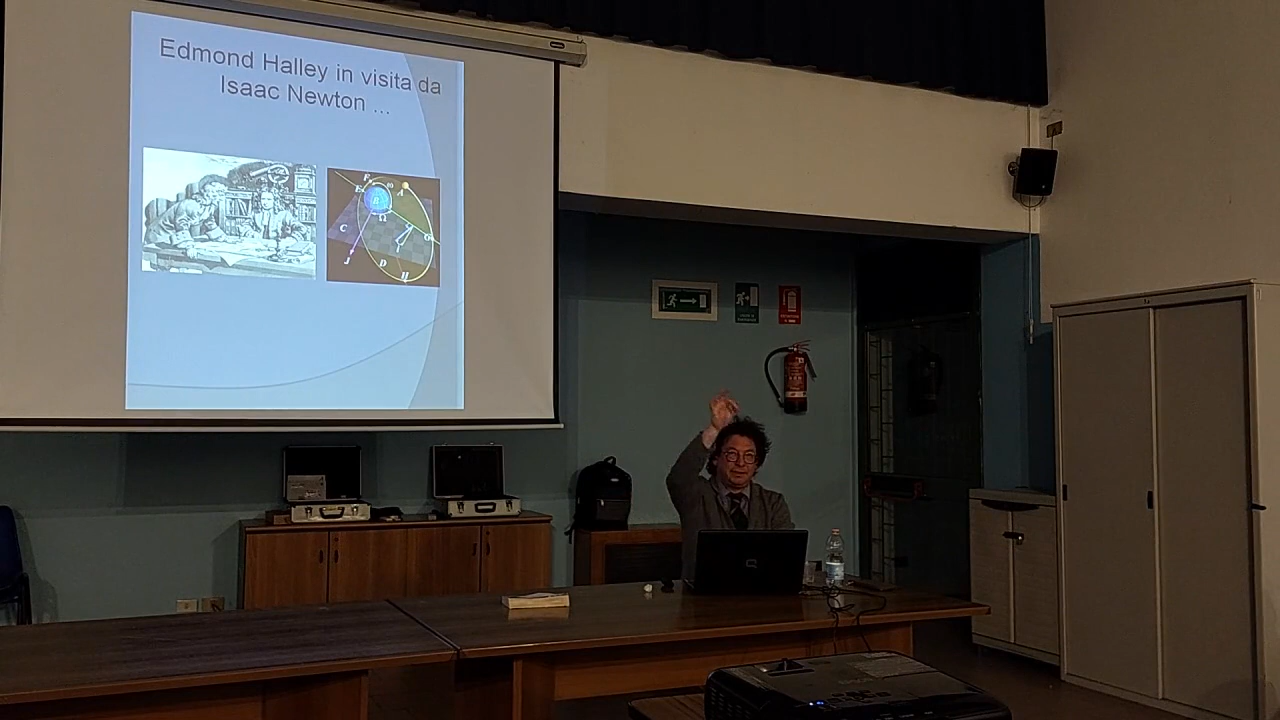 Edmond Halley in visita da
Isaac Newton ...
F
A
B
Ω
C
G
J
D
H